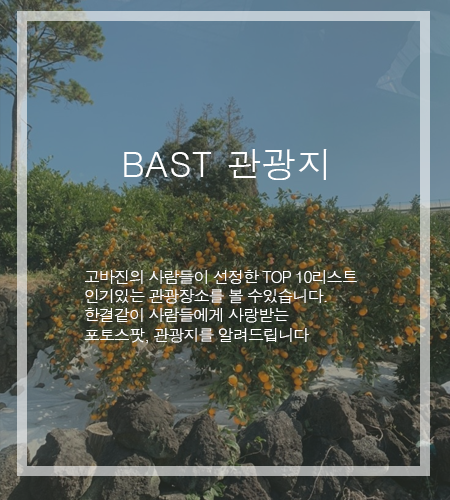 BAST 관광지
고바진의 사람들이 선정한 TOP 10리스트
인기있는 관광장소를 볼 수있습니다.
한결같이 사람들에게 사랑받는
포토스팟, 관광지를 알려드립니다